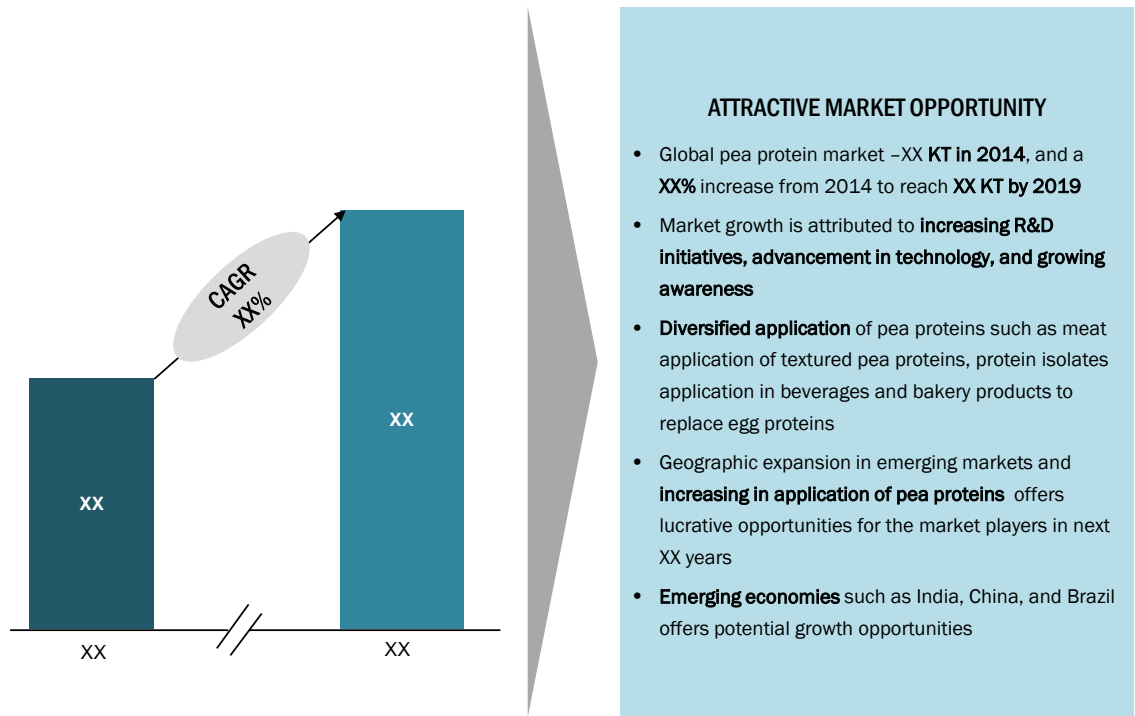 CAGR
XX%
XX
XX
XX
XX
ATTRACTIVE MARKET OPPORTUNITY
• Global pea protein market –XX KT in 2014, and a
XX% increase from 2014 to reach XX KT by 2019
• Market growth is attributed to increasing R&D
initiatives, advancement in technology, and growing
awareness
• Diversified application of pea proteins such as meat
application of textured pea proteins, protein isolates
application in beverages and bakery products to
replace egg proteins
• Geographic expansion in emerging markets and
increasing in application of pea proteins offers
lucrative opportunities for the market players in next
XX years
• Emerging economies such as India, China, and Brazil
offers potential growth opportunities